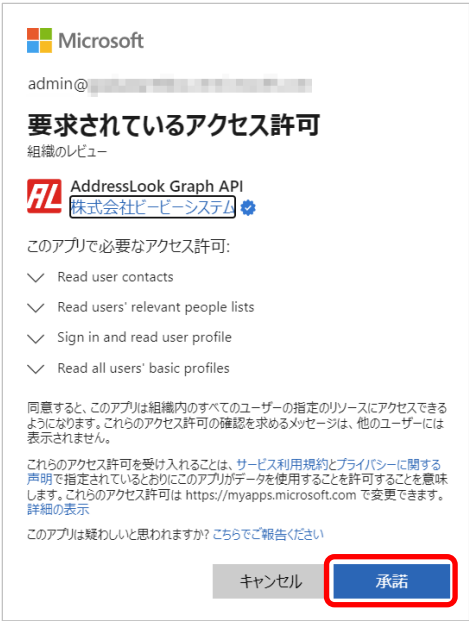 Microsoft
admin@
要求されているアクセス許可
組織のレビュー
AL AddressLook Graph API
株式会社ビービーシステム
このアプリで必要なアクセス許可:
Read user contacts
Read users' relevant people lists
Sign in and read user profile
Read all users' basic profiles
同意すると、このアプリは組織内のすべてのユーザーの指定のリソースにアクセスできる
ようになります。これらのアクセス許可の確認を求めるメッセージは、他のユーザーには
表示されません。
これらのアクセス許可を受け入れることは、サービス利用規約とプライバシーに関する
声明で指定されているとおりにこのアプリがデータを使用することを許可することを意味
します。これらのアクセス許可は https://myapps.microsoft.com で変更できます。
詳細の表示
このアプリは疑わしいと思われますか? こちらでご報告ください
キャンセル 承諾